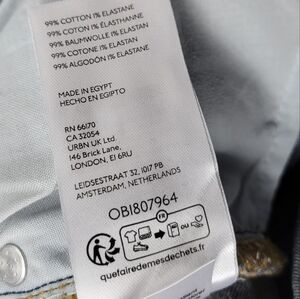 99% COTTON 1% ELASTANE
99% COTON 1% ÉLASTHANNE
99% BAUMWOLLE 1% ELASTAN
99% COTONE 1% ELASTAN
99% ALGODÓN 1% ELASTANO
MADE IN EGYPT
HECHO EN EGIPTO
RN 66170
CA 32054
URBN UK Ltd.
146 Brick Lane,
LONDON, E1 6RU
LEIDSESTRAAT 32, 1017 PB
AMSTERDAM, NETHERLANDS
OB1807964
FR
OU
quefairedemesdechets.fr